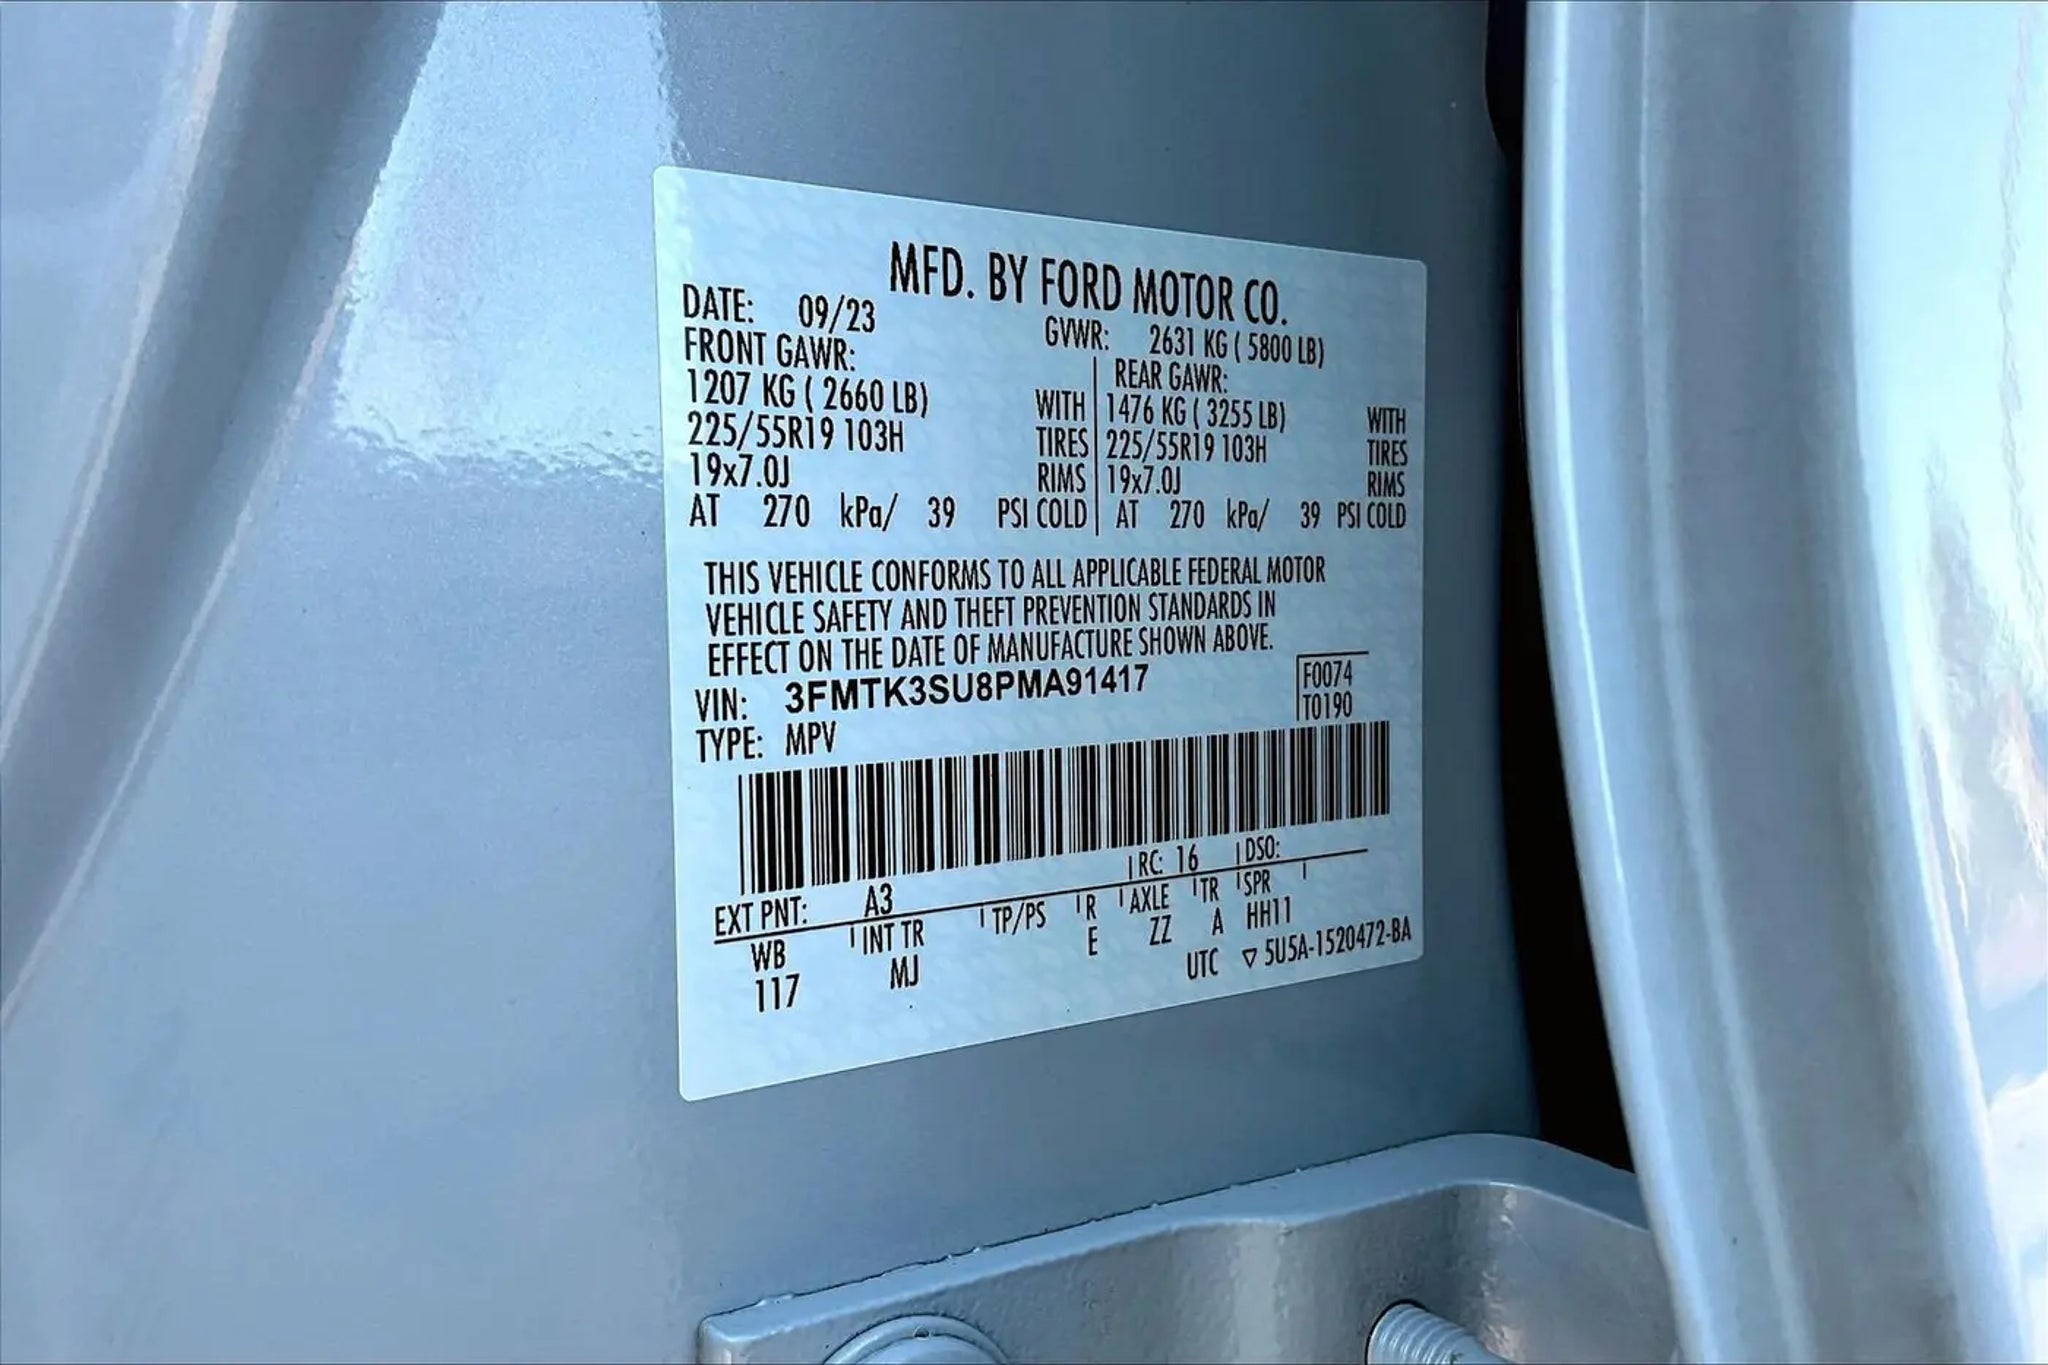 MFD. BY FORD MOTOR CO.
DATE: 09/23 GVWR: 2631 KG ( 5800 LB)
FRONT GAWR: REAR GAWR:
1207 KG ( 2660 LB) WITH 1476 KG ( 3255 LB) WITH
225/55R19 103H TIRES 225/55R19 103H TIRES
19x7.0J RIMS 19x7.0J RIMS
AT 270 kPa/ 39 PSI COLD AT 270 kPa/ 39 PSI COLD
THIS VEHICLE CONFORMS TO ALL APPLICABLE FEDERAL MOTOR
VEHICLE SAFETY AND THEFT PREVENTION STANDARDS IN
EFFECT ON THE DATE OF MANUFACTURE SHOWN ABOVE.
VIN: 3FMTK3SU8PMA91417 F0074
TYPE: MPV T0190
EXT PNT: A3 RC: 16 DSO:
WB INT TR TP/PS R AXLE TR SPR
117 MJ E ZZ A HH11
UTC ▽ 5U5A-1520472-BA